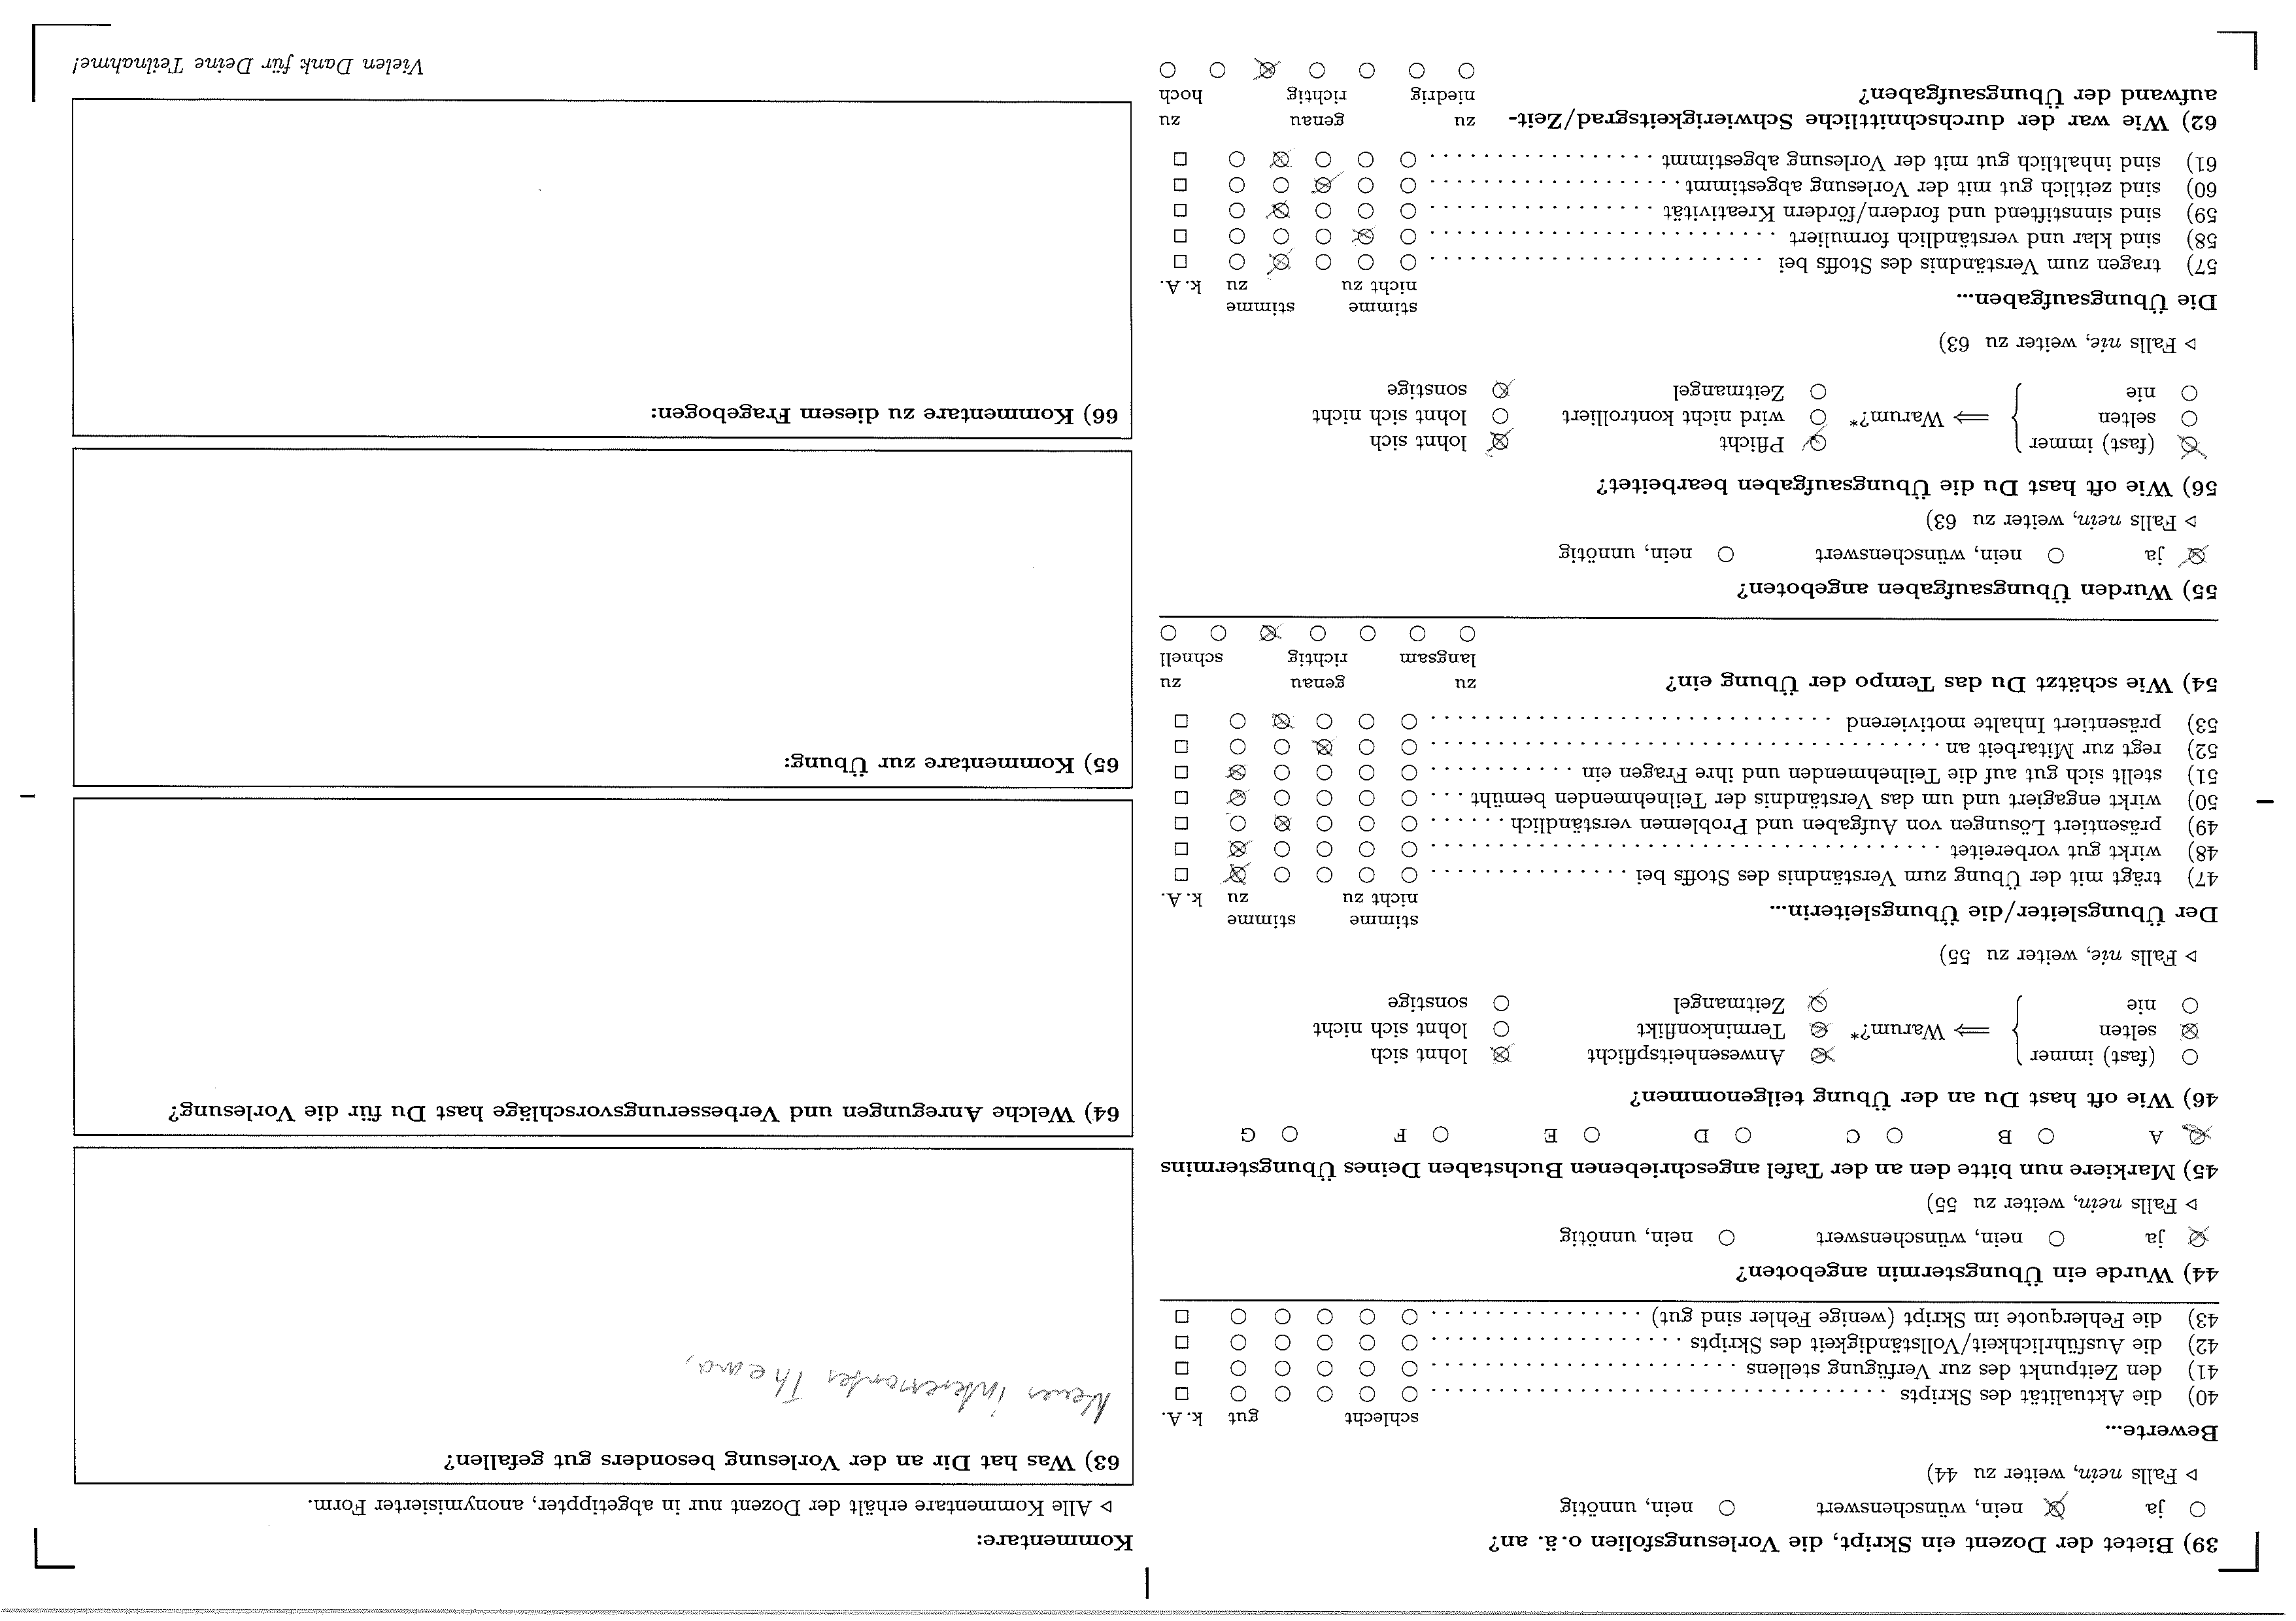 39) Bietet der Dozent ein Skript, die Vorlesungsfolien o.ä. an?
ja nein, wünschenswert nein, unnötig
▷ Falls nein, weiter zu 44)
Bewerte...
schlecht gut k. A.
40) die Aktualität des Skripts
41) den Zeitpunkt des zur Verfügung stellens
42) die Ausführlichkeit/Vollständigkeit des Skripts
43) die Fehlerquote im Skript (wenige Fehler sind gut)
44) Wurde ein Übungstermin angeboten?
ja nein, wünschenswert nein, unnötig
▷ Falls nein, weiter zu 55)
45) Markiere nun bitte den an der Tafel angeschriebenen Buchstaben Deines Übungstermins
A B C D E F G
46) Wie oft hast Du an der Übung teilgenommen?
(fast) immer Anwesenheitspflicht lohnt sich
selten ⟹ Warum?* Terminkonflikt lohnt sich nicht
nie Zeitmangel sonstige
▷ Falls nie, weiter zu 55)
Der Übungsleiter/die Übungsleiterin...
stimme stimme
nicht zu zu k. A.
47) trägt mit der Übung zum Verständnis des Stoffs bei
48) wirkt gut vorbereitet
49) präsentiert Lösungen von Aufgaben und Problemen verständlich
50) wirkt engagiert und um das Verständnis der Teilnehmenden bemüht
51) stellt sich gut auf die Teilnehmenden und ihre Fragen ein
52) regt zur Mitarbeit an
53) präsentiert Inhalte motivierend
54) Wie schätzt Du das Tempo der Übung ein?
zu genau zu
langsam richtig schnell
55) Wurden Übungsaufgaben angeboten?
ja nein, wünschenswert nein, unnötig
▷ Falls nein, weiter zu 63)
56) Wie oft hast Du die Übungsaufgaben bearbeitet?
(fast) immer Pflicht lohnt sich
selten ⟹ Warum?* wird nicht kontrolliert lohnt sich nicht
nie Zeitmangel sonstige
▷ Falls nie, weiter zu 63)
Die Übungsaufgaben...
stimme stimme
nicht zu zu k. A.
57) tragen zum Verständnis des Stoffs bei
58) sind klar und verständlich formuliert
59) sind sinnstiftend und fordern/fördern Kreativität
60) sind zeitlich gut mit der Vorlesung abgestimmt
61) sind inhaltlich gut mit der Vorlesung abgestimmt
62) Wie war der durchschnittliche Schwierigkeitsgrad/Zeit-
aufwand der Übungsaufgaben?
zu genau zu
niedrig richtig hoch
Kommentare:
▷ Alle Kommentare erhält der Dozent nur in abgetippter, anonymisierter Form.
63) Was hat Dir an der Vorlesung besonders gut gefallen?
Neues interessantes Thema,
64) Welche Anregungen und Verbesserungsvorschläge hast Du für die Vorlesung?
65) Kommentare zur Übung:
66) Kommentare zu diesem Fragebogen:
Vielen Dank für Deine Teilnahme!